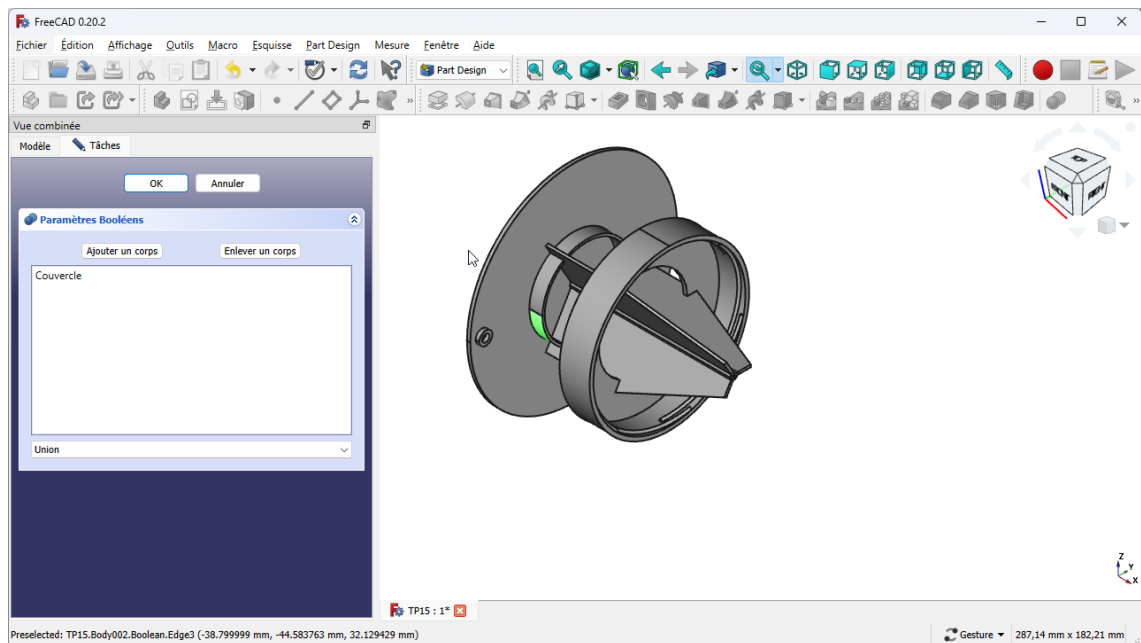 FreeCAD 0.20.2
Fichier Édition Affichage Outils Macro Esquisse Part Design Mesure Fenêtre Aide
Part Design
Vue combinée
Modèle Tâches
OK Annuler
Paramètres Booléens
Ajouter un corps Enlever un corps
Couvercle
Union
Z
Y
X
TP15 : 1*
Preselected: TP15.Body002.Boolean.Edge3 (-38.799999 mm, -44.583763 mm, 32.129429 mm) Gesture 287,14 mm x 182,21 mm